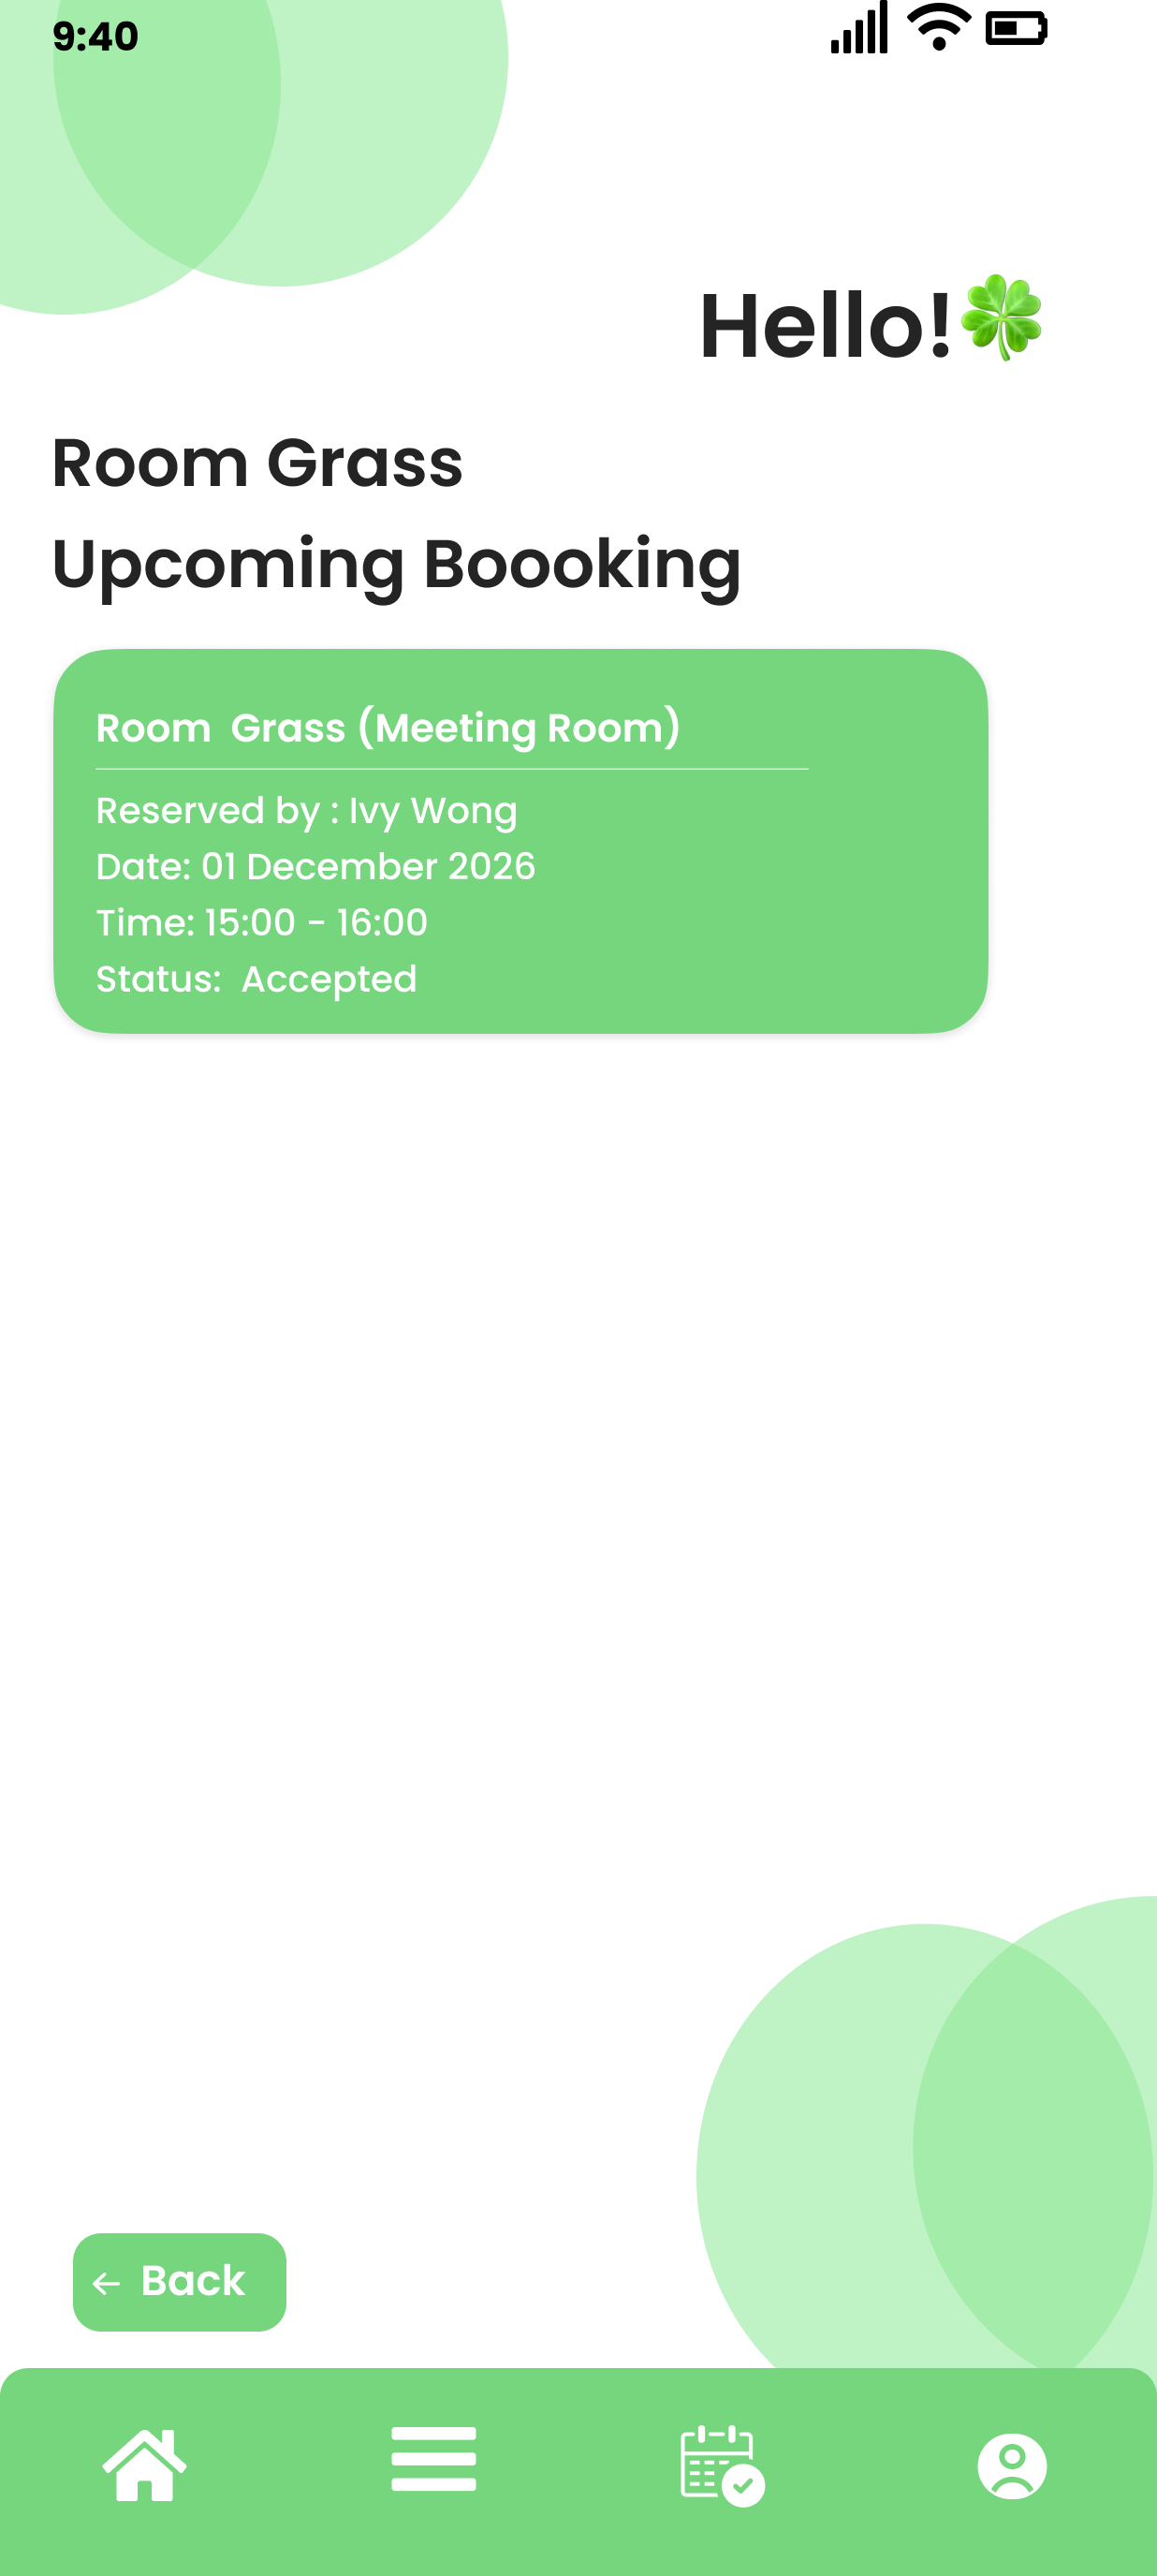 9:40
Hello!🍀
Room Grass
Upcoming Boooking
Room  Grass (Meeting Room)
Reserved by : Ivy Wong
Date: 01 December 2026
Time: 15:00 - 16:00
Status:  Accepted
← Back